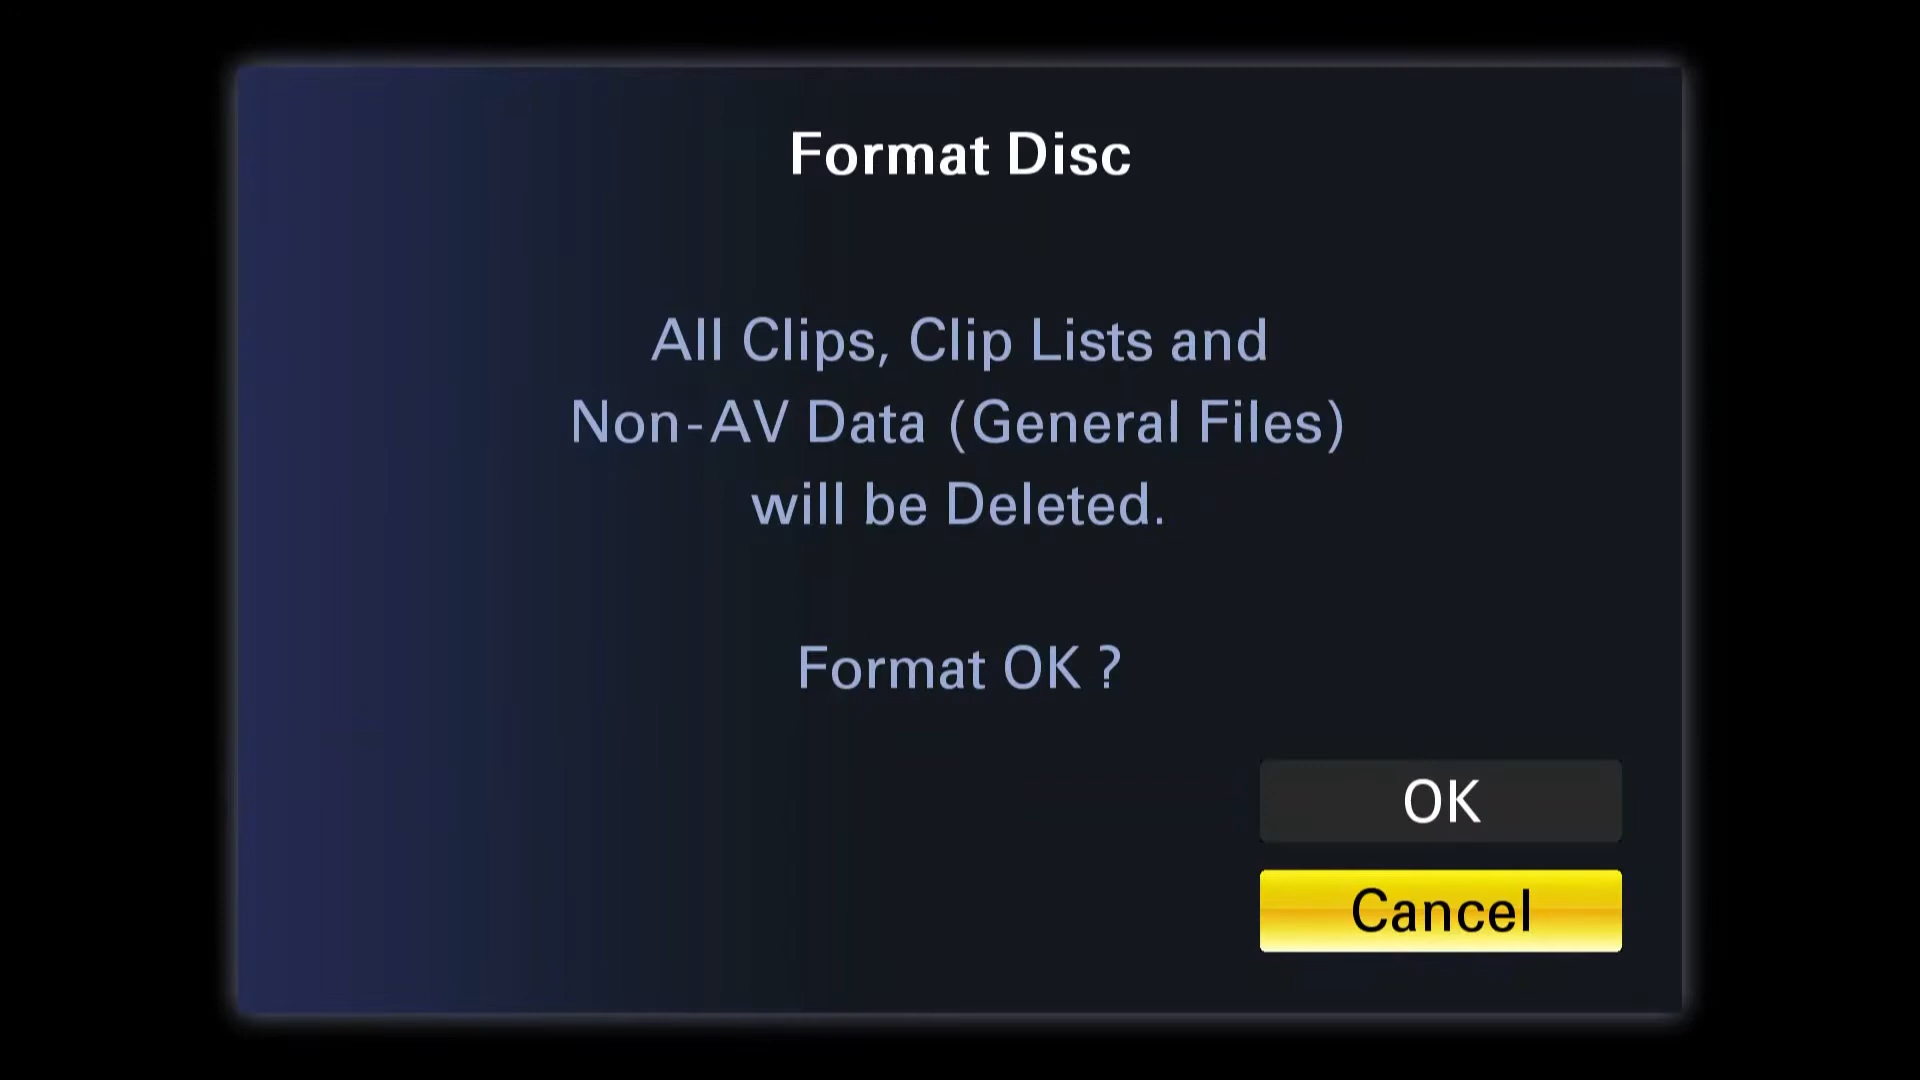 Format Disc
All Clips, Clip Lists and
Non-AV Data (General Files)
will be Deleted.
Format OK ?
OK
Cancel